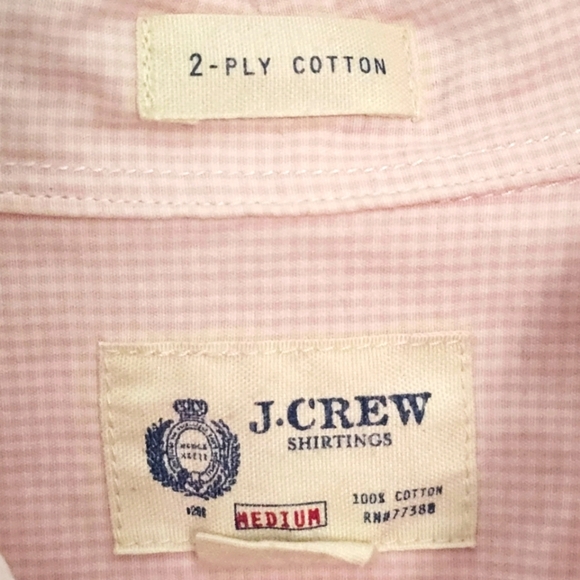 2-PLY COTTON
J.CREW
SHIRTINGS
MEDIUM
100% COTTON
RN#77388